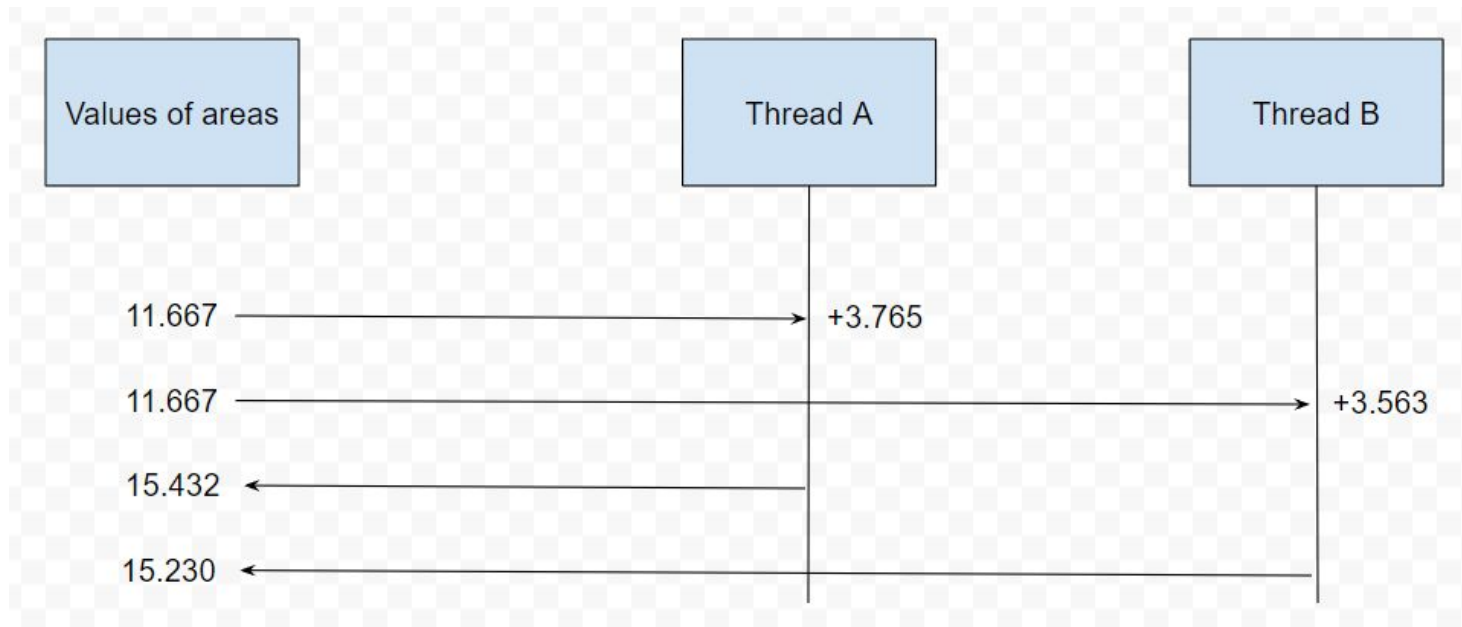 Values of areas
Thread A
Thread B
11.667
+3.765
11.667
+3.563
15.432
15.230